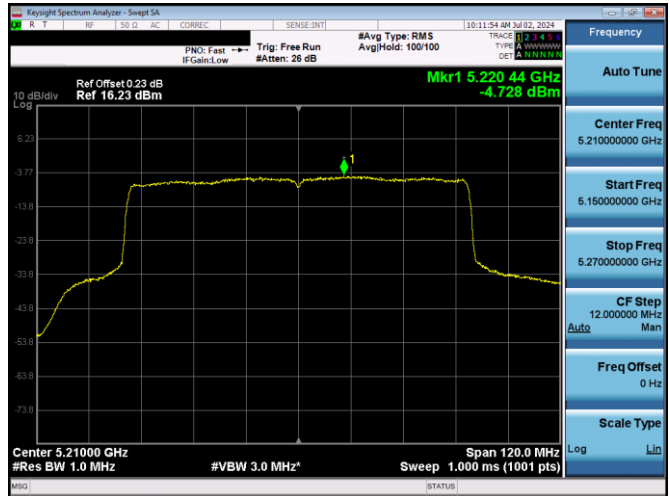 Keysight Spectrum Analyzer - Swept SA
LXI R T RF 50 Ω AC CORREC SENSE:INT 10:11:54 AM Jul 02, 2024
PNO: Fast
IFGain:Low
Trig: Free Run
#Atten: 26 dB
#Avg Type: RMS
Avg|Hold: 100/100
TRACE 1 2 3 4 5 6
TYPE A WWWWW
DET A N N N N N
Ref Offset 0.23 dB
10 dB/div Ref 16.23 dBm
Log
Mkr1 5.220 44 GHz
-4.728 dBm
6.23
-3.77
-13.8
-23.8
-33.8
-43.8
-53.8
-63.8
-73.8
1
Center 5.21000 GHz Span 120.0 MHz
#Res BW 1.0 MHz #VBW 3.0 MHz* Sweep 1.000 ms (1001 pts)
MSG STATUS
Frequency
Auto Tune
Center Freq
5.210000000 GHz
Start Freq
5.150000000 GHz
Stop Freq
5.270000000 GHz
CF Step
12.000000 MHz
Auto Man
Freq Offset
0 Hz
Scale Type
Log Lin